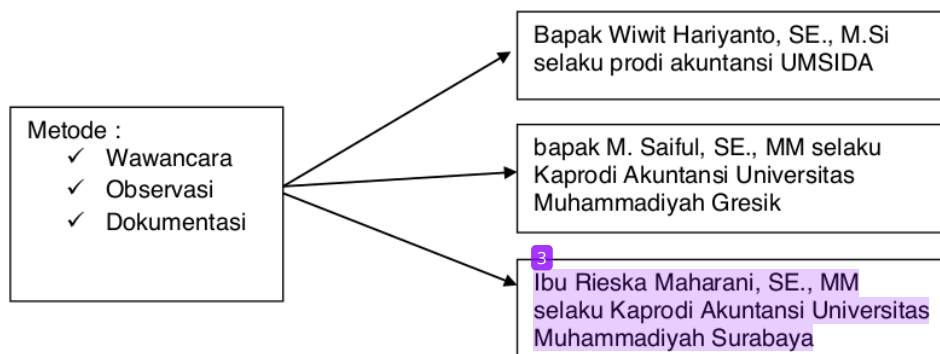 Bapak Wiwit Hariyanto, SE., M.Si
selaku prodi akuntansi UMSIDA
Metode :
✓ Wawancara
✓ Observasi
✓ Dokumentasi
bapak M. Saiful, SE., MM selaku
Kaprodi Akuntansi Universitas
Muhammadiyah Gresik
3
Ibu Rieska Maharani, SE., MM
selaku Kaprodi Akuntansi Universitas
Muhammadiyah Surabaya